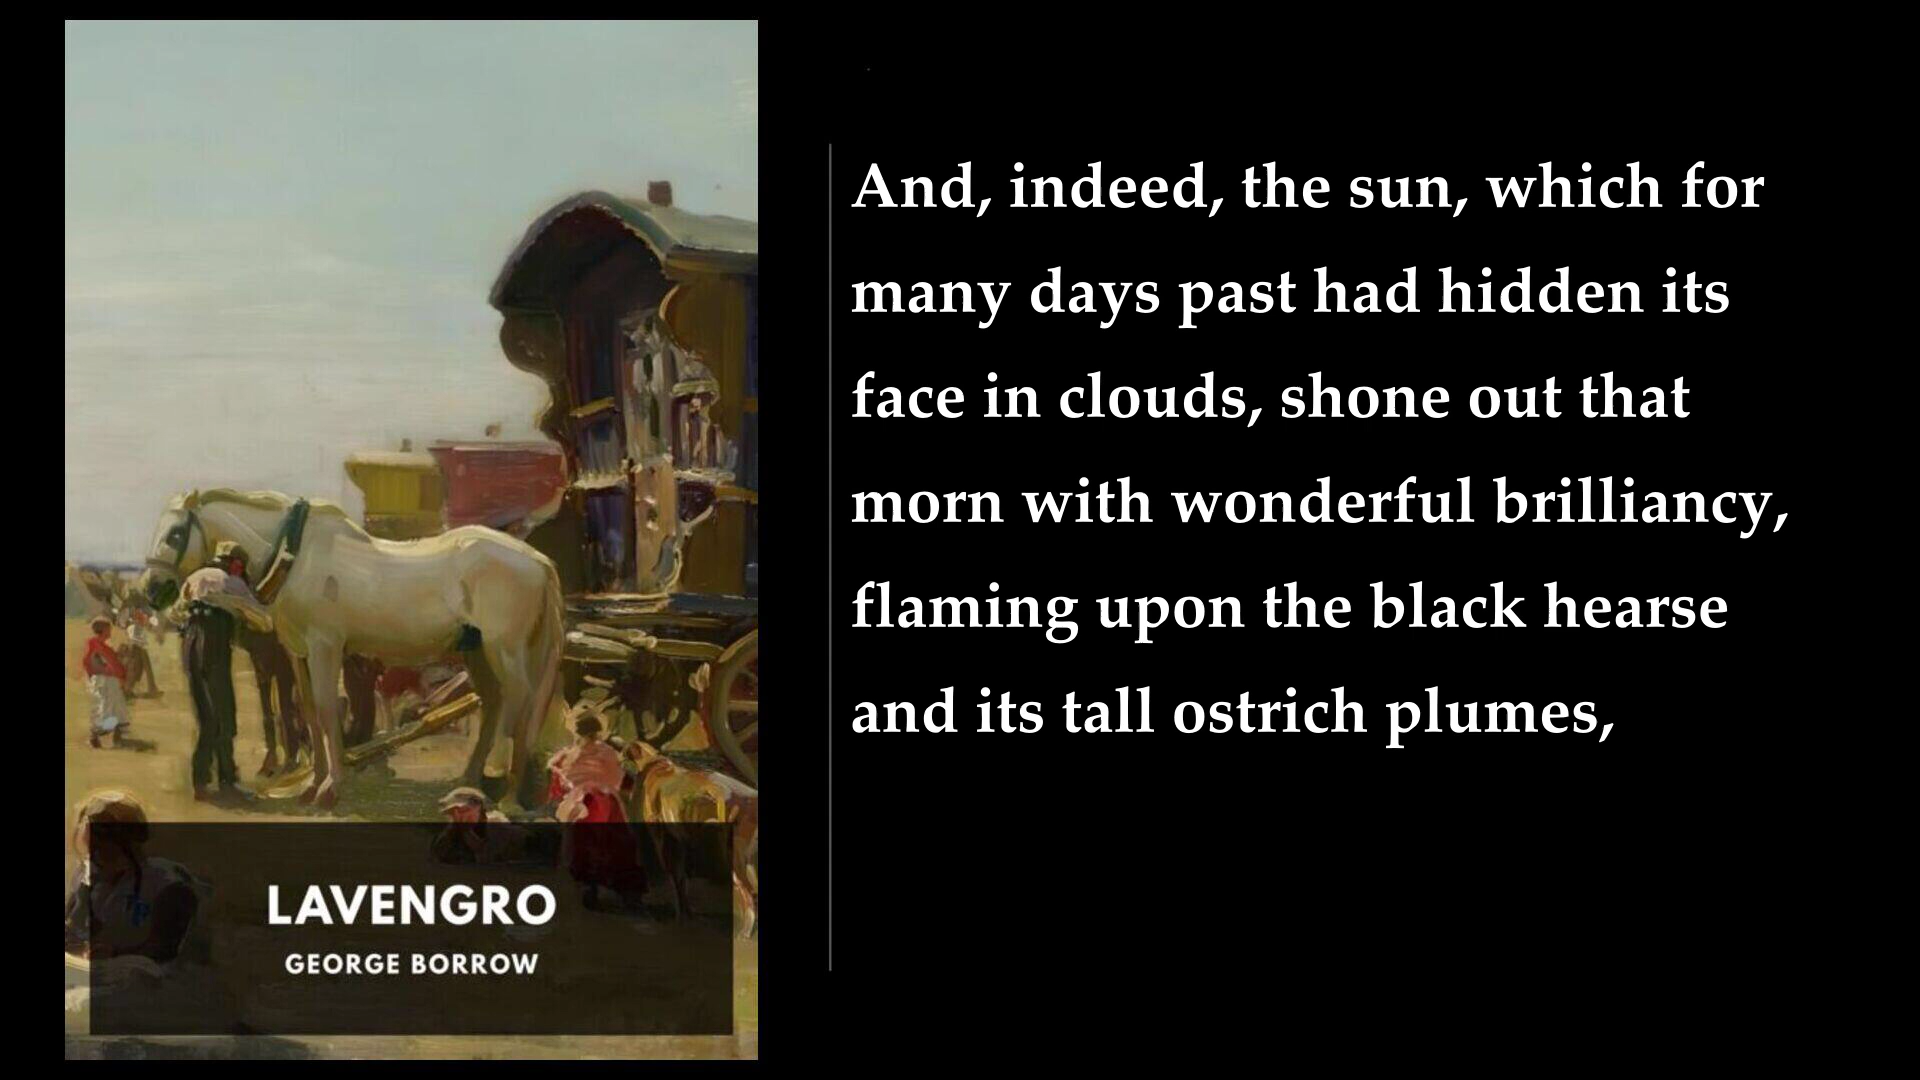 LAVENGRO
GEORGE BORROW
And, indeed, the sun, which for
many days past had hidden its
face in clouds, shone out that
morn with wonderful brilliancy,
flaming upon the black hearse
and its tall ostrich plumes,